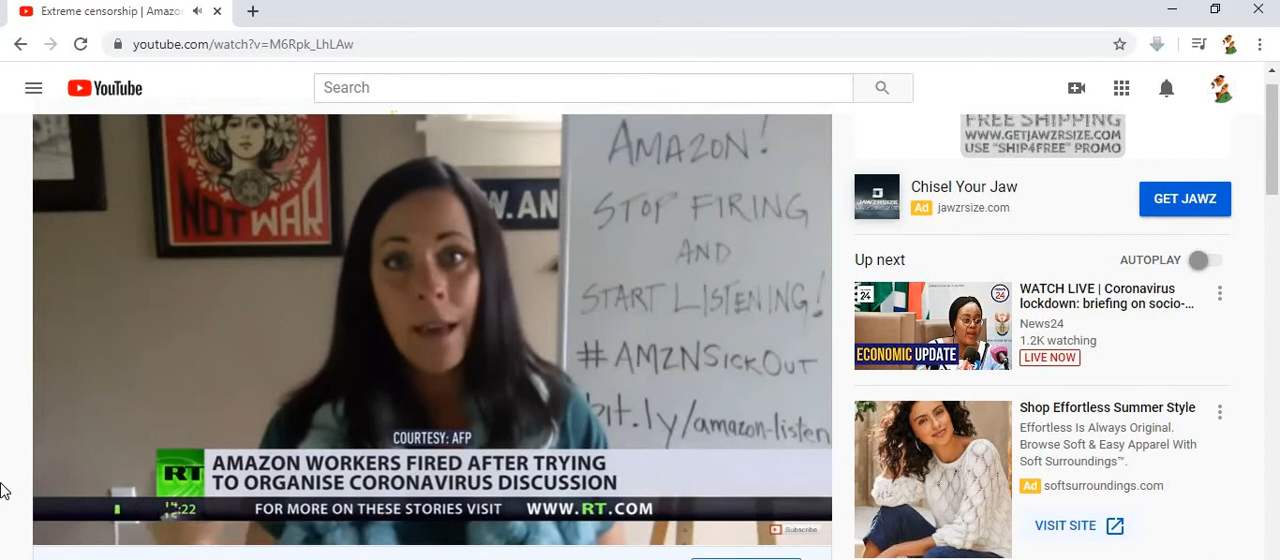 Extreme censorship | Amazo
youtube.com/watch?v=M6Rpk_LhLAw
YouTube
Search
NOT WAR
W.AN
AMAZON!
STOP FIRING
AND
START LISTENING!
#AMZNSICKOUT
bit.ly/amazon-listen
COURTESY: AFP
RT
AMAZON WORKERS FIRED AFTER TRYING
TO ORGANISE CORONAVIRUS DISCUSSION
FOR MORE ON THESE STORIES VISIT WWW.RT.COM
Subscribe
FREE SHIPPING
WWW.GETJAWZRSIZE.COM
USE "SHIP4FREE" PROMO
Chisel Your Jaw
Ad jawzrsize.com
GET JAWZ
Up next
AUTOPLAY
24
ECONOMIC UPDATE
WATCH LIVE | Coronavirus
lockdown: briefing on socio-...
News24
1.2K watching
LIVE NOW
Shop Effortless Summer Style
Effortless Is Always Original.
Browse Soft & Easy Apparel With
Soft Surroundings™.
Ad softsurroundings.com
VISIT SITE